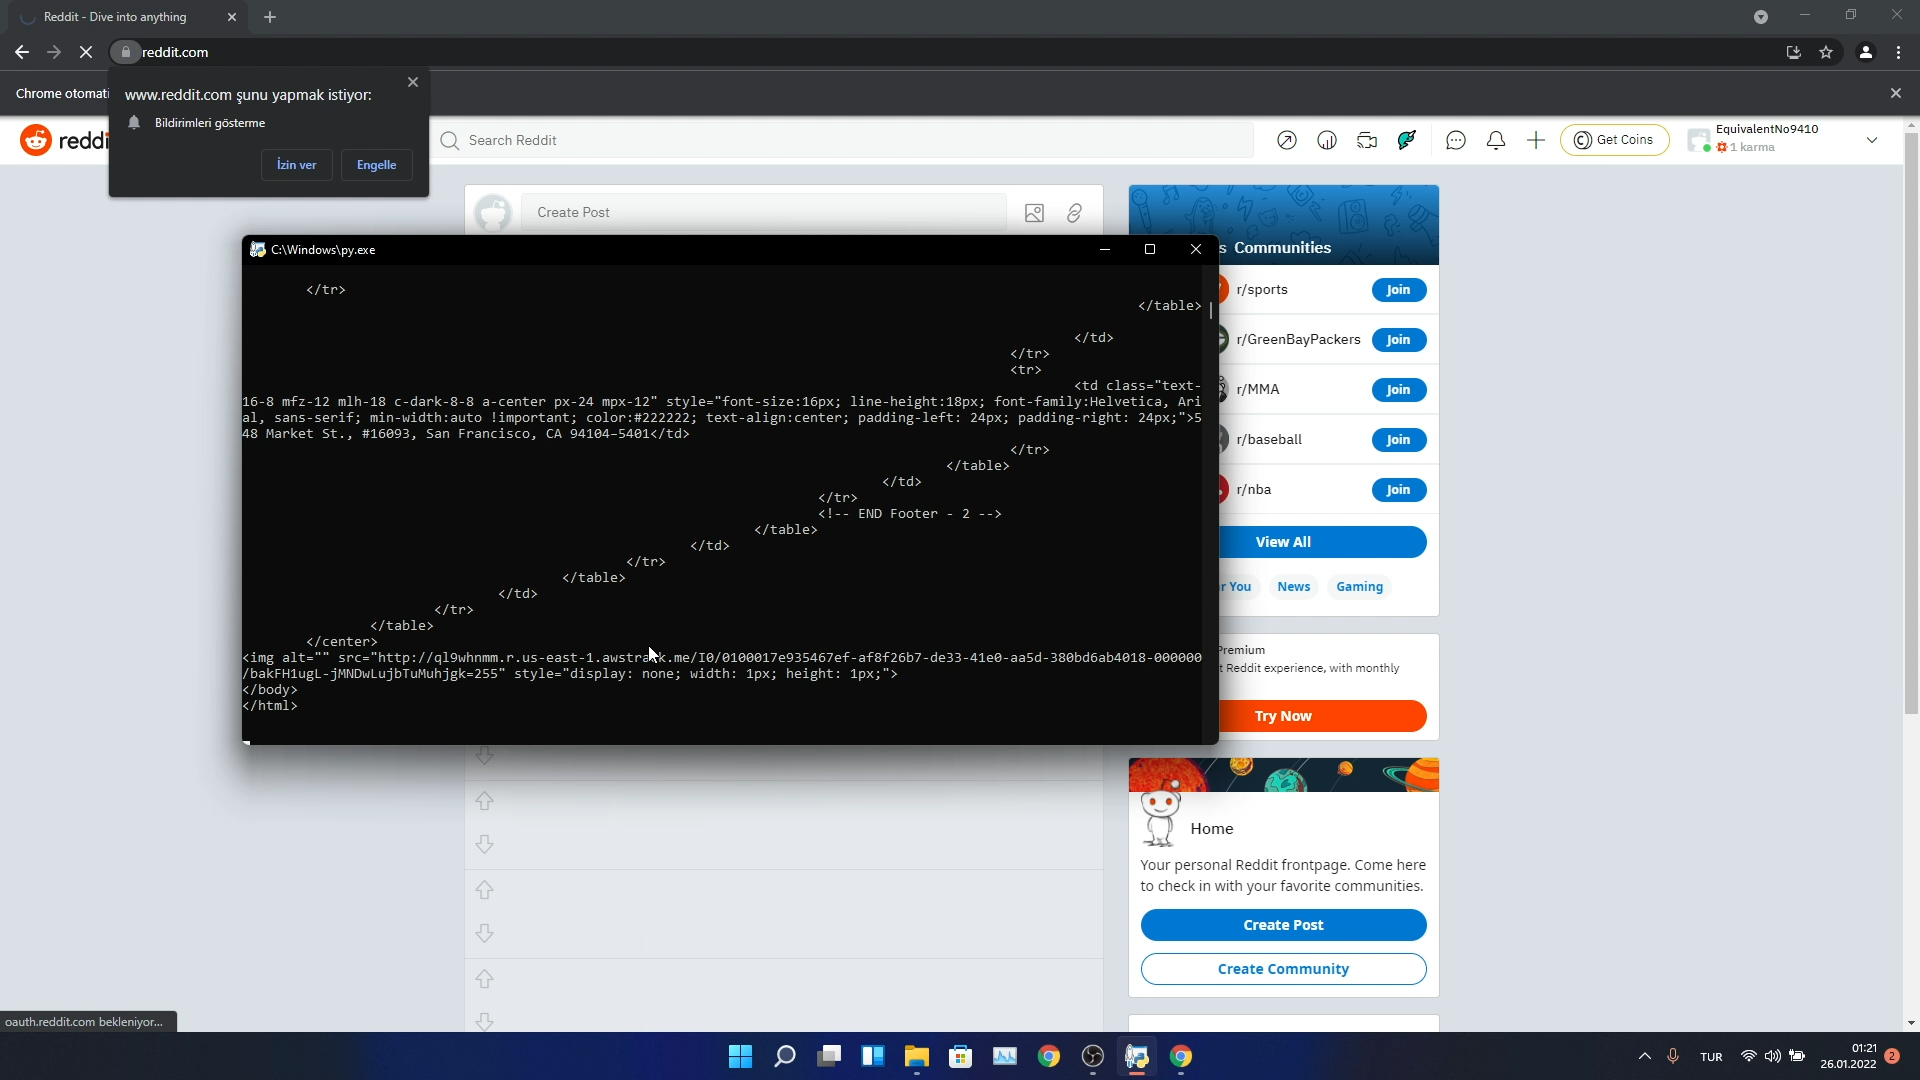 Reddit - Dive into anything
reddit.com
Chrome otomati
www.reddit.com şunu yapmak istiyor:
Bildirimleri gösterme
İzin ver
Engelle
Search Reddit
Get Coins
EquivalentNo9410
1 karma
Create Post
C:\Windows\py.exe
</tr>
</table>
</td>
</tr>
<tr>
<td class="text-
16-8 mfz-12 mlh-18 c-dark-8-8 a-center px-24 mpx-12" style="font-size:16px; line-height:18px; font-family:Helvetica, Ari
al, sans-serif; min-width:auto !important; color:#222222; text-align:center; padding-left: 24px; padding-right: 24px;">5
48 Market St., #16093, San Francisco, CA 94104-5401</td>
</tr>
</table>
</td>
</tr>
<!-- END Footer - 2 -->
</table>
</td>
</tr>
</table>
</td>
</tr>
</table>
</center>
<img alt="" src="http://ql9whnmm.r.us-east-1.awstrack.me/I0/0100017e935467ef-af8f26b7-de33-41e0-aa5d-380bd6ab4018-000000
/bakFH1ugL-jMNDwLujbTuMuhjgk=255" style="display: none; width: 1px; height: 1px;">
</body>
</html>
s Communities
r/sports
Join
r/GreenBayPackers
Join
r/MMA
Join
r/baseball
Join
r/nba
Join
View All
r You
News
Gaming
Premium
t Reddit experience, with monthly
Try Now
Home
Your personal Reddit frontpage. Come here
to check in with your favorite communities.
Create Post
Create Community
oauth.reddit.com bekleniyor...
TUR
01:21
26.01.2022
2